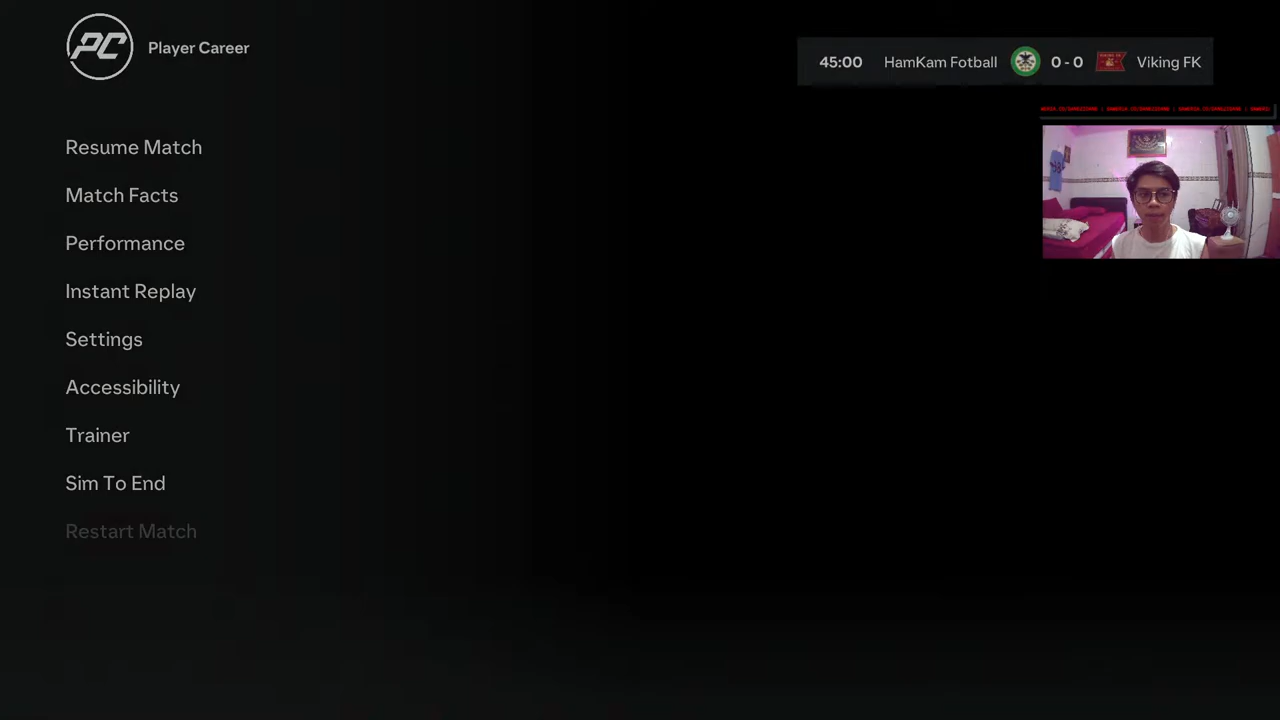 PC
Player Career
45:00 HamKam Fotball 0 - 0 Viking FK
Resume Match
Match Facts
Performance
Instant Replay
Settings
Accessibility
Trainer
Sim To End
Restart Match